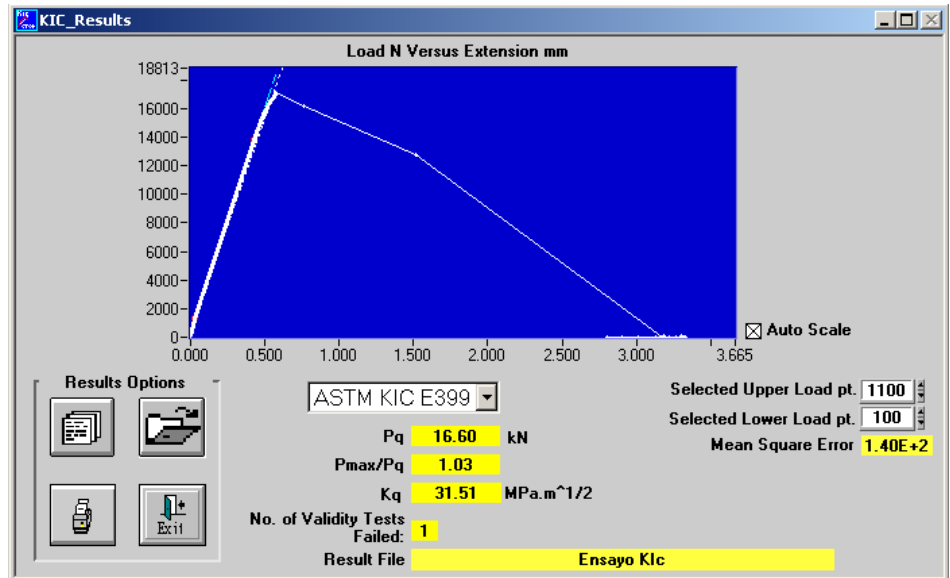 KIC_Results
Load N Versus Extension mm
18813
16000
14000
12000
10000
8000
6000
4000
2000
0
0.000 0.500 1.000 1.500 2.000 2.500 3.000 3.665
Auto Scale
Results Options
Exit
ASTM KIC E399
Pq 16.60 kN
Pmax/Pq 1.03
Kq 31.51 MPa.m^1/2
No. of Validity Tests
Failed: 1
Result File Ensayo KIc
Selected Upper Load pt. 1100
Selected Lower Load pt. 100
Mean Square Error 1.40E+2